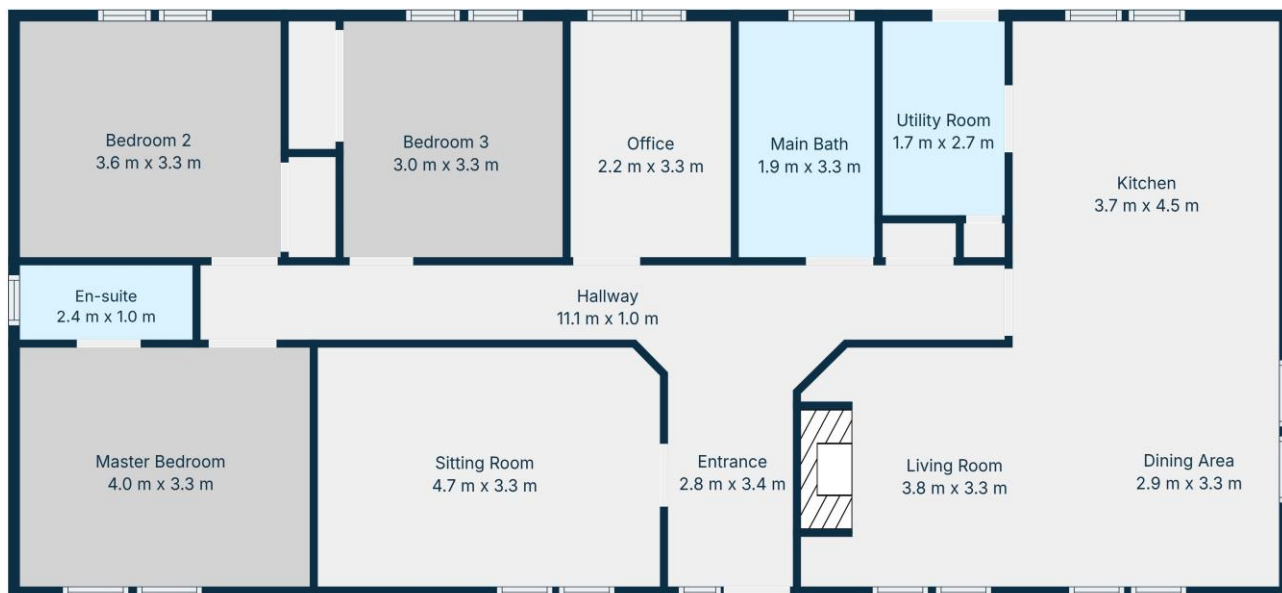 Bedroom 2
3.6 m x 3.3 m
Bedroom 3
3.0 m x 3.3 m
Office
2.2 m x 3.3 m
Main Bath
1.9 m x 3.3 m
Utility Room
1.7 m x 2.7 m
Kitchen
3.7 m x 4.5 m
En-suite
2.4 m x 1.0 m
Hallway
11.1 m x 1.0 m
Master Bedroom
4.0 m x 3.3 m
Sitting Room
4.7 m x 3.3 m
Entrance
2.8 m x 3.4 m
Living Room
3.8 m x 3.3 m
Dining Area
2.9 m x 3.3 m